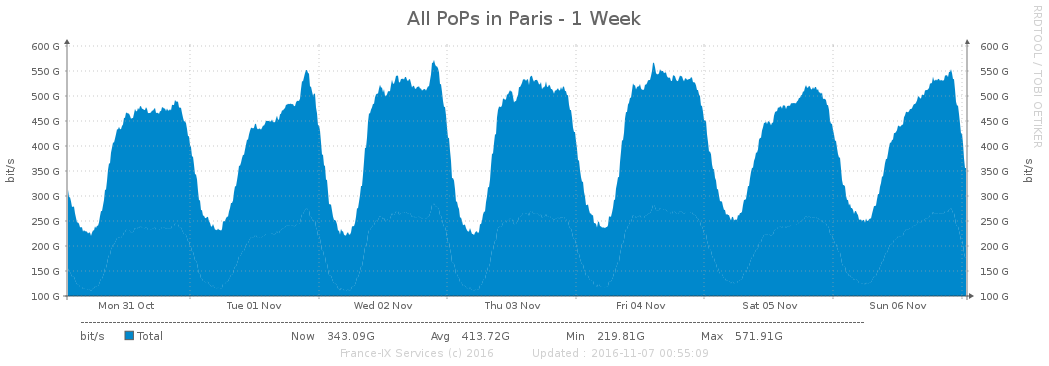 All PoPs in Paris - 1 Week
RRDTOOL / TOBI OETIKER
600 G 600 G
550 G 550 G
500 G 500 G
450 G 450 G
400 G 400 G
350 G 350 G
300 G 300 G
250 G 250 G
200 G 200 G
150 G 150 G
100 G 100 G
bit/s bit/s
Mon 31 Oct Tue 01 Nov Wed 02 Nov Thu 03 Nov Fri 04 Nov Sat 05 Nov Sun 06 Nov
bit/s Total Now 343.09G Avg 413.72G Min 219.81G Max 571.91G
France-IX Services (c) 2016 Updated : 2016-11-07 00:55:09